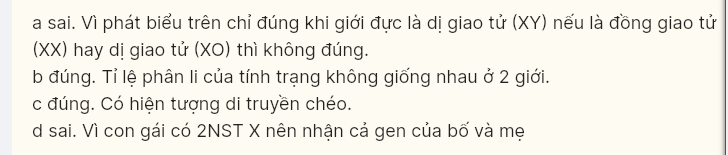 a sai. Vì phát biểu trên chỉ đúng khi giới đực là dị giao tử (XY) nếu là đồng giao tử
(XX) hay dị giao tử (XO) thì không đúng.
b đúng. Tỉ lệ phân li của tính trạng không giống nhau ở 2 giới.
c đúng. Có hiện tượng di truyền chéo.
d sai. Vì con gái có 2NST X nên nhận cả gen của bố và mẹ